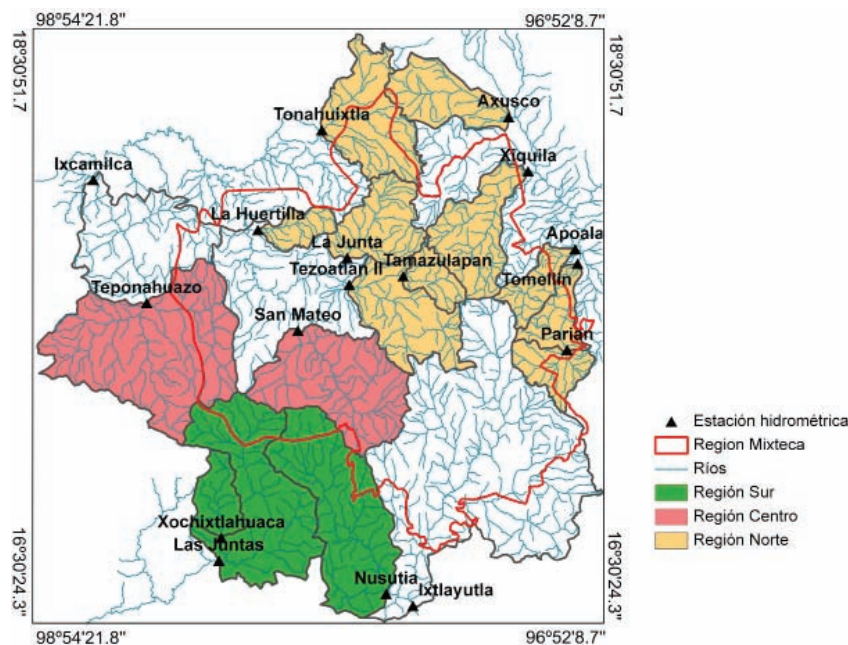 98º54'21.8"
96º52'8.7"
18º30'51.7
18º30'51.7
Axusco
Tonahuixtla
Ixcamilca
Xiquila
La Huertilla
Apoala
La Junta
Tezoatlán II
Tamazulapan
Teponahuazo
Tomellín
San Mateo
Parían
Estación hidrométrica
Region Mixteca
Ríos
Región Sur
Región Centro
Región Norte
Xochixtlahuaca
Las Juntas
Nusutia
Ixtlayutla
16º30'24.3"
16º30'24.3"
98º54'21.8"
96º52'8.7"